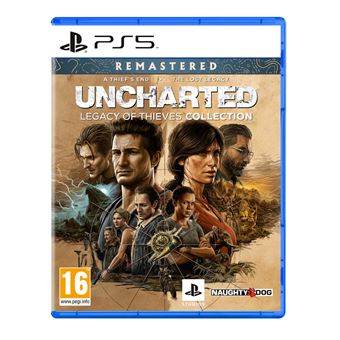 PS5
REMASTERED
A THIEF'S END THE LOST LEGACY
UNCHARTED
LEGACY OF THIEVES COLLECTION
16
www.pegi.info
PlayStation
STUDIOS
NAUGHTY DOG